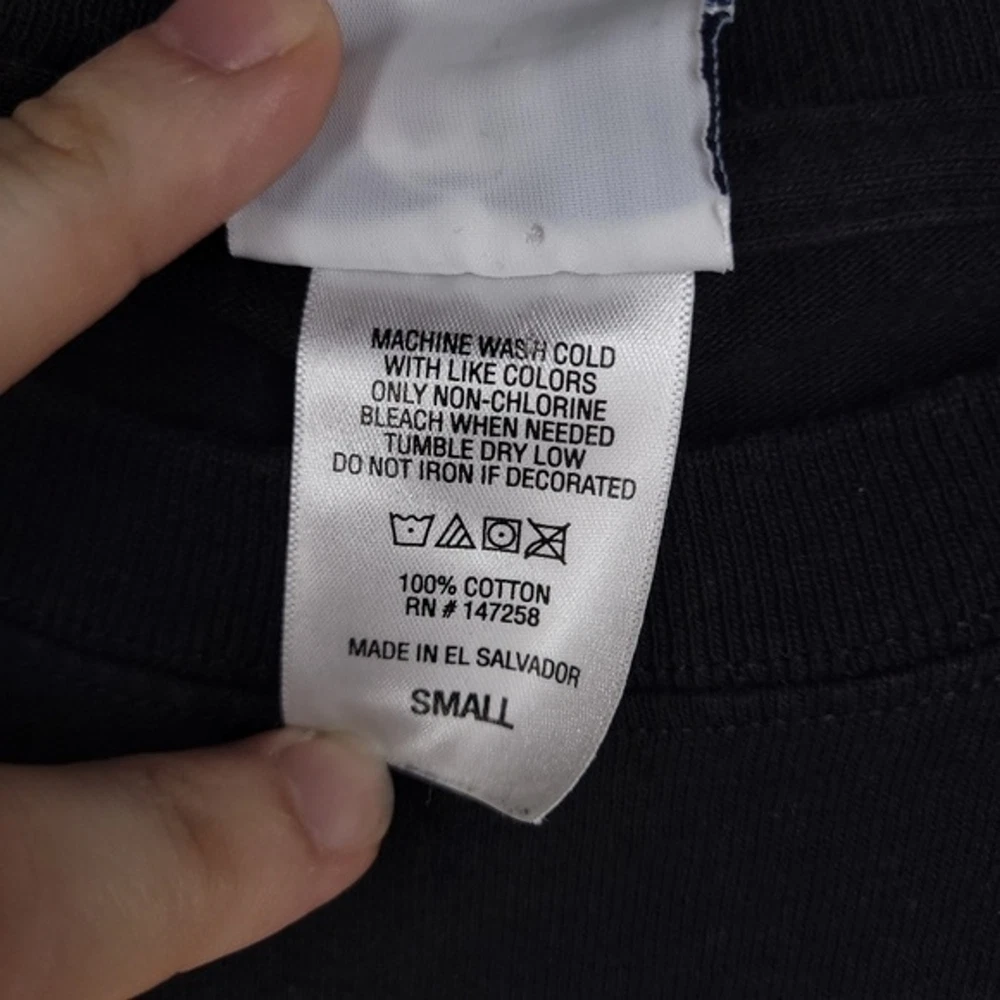 MACHINE WASH COLD
WITH LIKE COLORS
ONLY NON-CHLORINE
BLEACH WHEN NEEDED
TUMBLE DRY LOW
DO NOT IRON IF DECORATED
100% COTTON
RN # 147258
MADE IN EL SALVADOR
SMALL